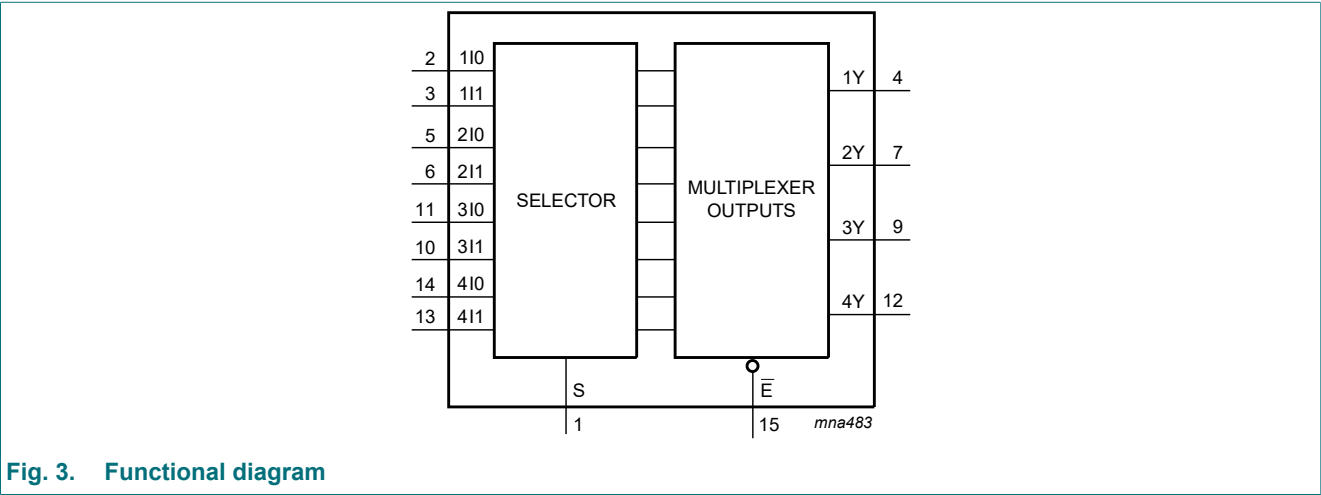 2 1I0
3 1I1
5 2I0
6 2I1
11 3I0
10 3I1
14 4I0
13 4I1
SELECTOR
MULTIPLEXER
OUTPUTS
1Y 4
2Y 7
3Y 9
4Y 12
S
E̅
1
15
mna483
Fig. 3. Functional diagram